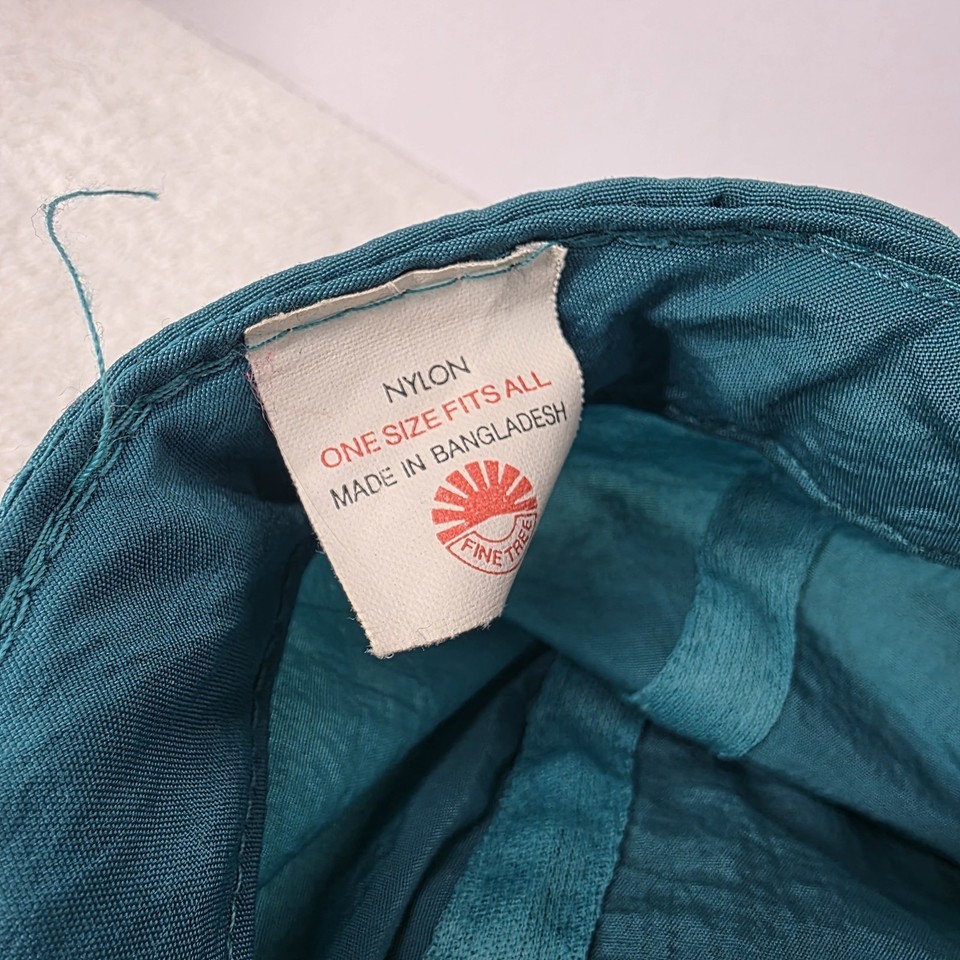 NYLON
ONE SIZE FITS ALL
MADE IN BANGLADESH
FINE TREE